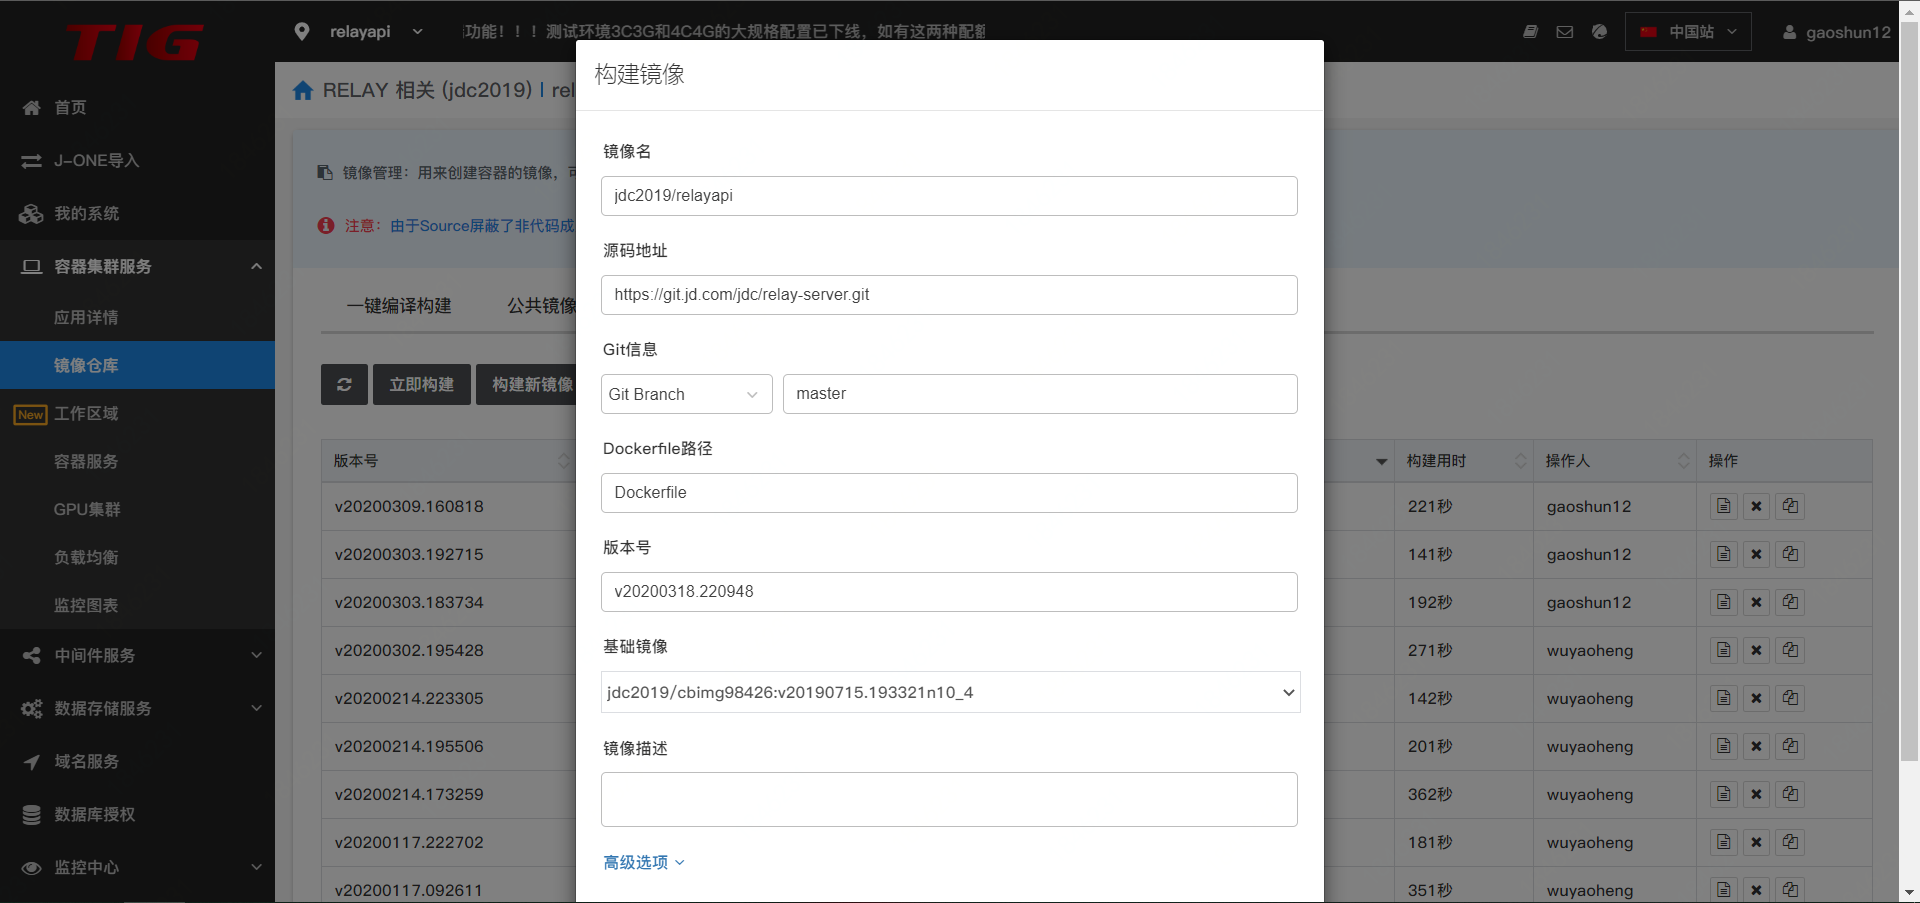 TIG
relayapi
功能！！！测试环境3C3G和4C4G的大规格配置已下线，如有这两种配额
中国站
gaoshun12
首页
J-ONE导入
我的系统
容器集群服务
应用详情
镜像仓库
New 工作区域
容器服务
GPU集群
负载均衡
监控图表
中间件服务
数据存储服务
域名服务
数据库授权
监控中心
RELAY 相关 (jdc2019) | rel
镜像管理：用来创建容器的镜像，可
注意：由于Source屏蔽了非代码成
一键编译构建
公共镜像
立即构建
构建新镜像
版本号 构建用时 操作人 操作
v20200309.160818 221秒 gaoshun12
v20200303.192715 141秒 gaoshun12
v20200303.183734 192秒 gaoshun12
v20200302.195428 271秒 wuyaoheng
v20200214.223305 142秒 wuyaoheng
v20200214.195506 201秒 wuyaoheng
v20200214.173259 362秒 wuyaoheng
v20200117.222702 181秒 wuyaoheng
v20200117.092611 351秒 wuyaoheng
构建镜像
镜像名
jdc2019/relayapi
源码地址
https://git.jd.com/jdc/relay-server.git
Git信息
Git Branch master
Dockerfile路径
Dockerfile
版本号
v20200318.220948
基础镜像
jdc2019/cbimg98426:v20190715.193321n10_4
镜像描述
高级选项